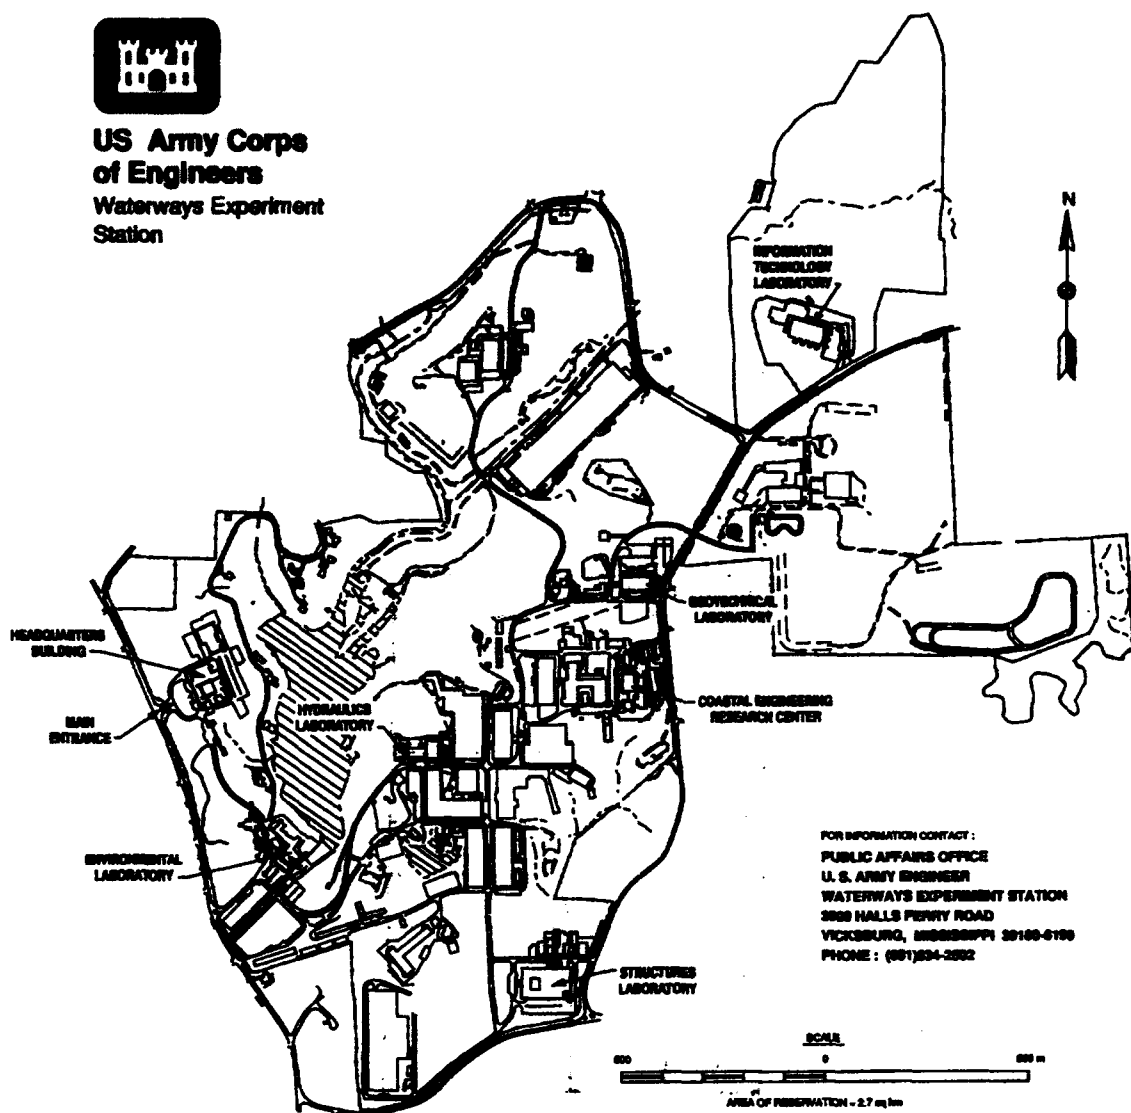 US Army Corps
of Engineers
Waterways Experiment
Station
N
INFORMATION
TECHNOLOGY
LABORATORY
GEOTECHNICAL
LABORATORY
HEADQUARTERS
BUILDING
MAIN
ENTRANCE
HYDRAULICS
LABORATORY
COASTAL ENGINEERING
RESEARCH CENTER
ENVIRONMENTAL
LABORATORY
STRUCTURES
LABORATORY
FOR INFORMATION CONTACT :
PUBLIC AFFAIRS OFFICE
U. S. ARMY ENGINEER
WATERWAYS EXPERIMENT STATION
HALLS FERRY ROAD
VICKSBURG, MISSISSIPPI
PHONE :
SCALE
0
m
AREA OF RESERVATION - 2.7 sq km